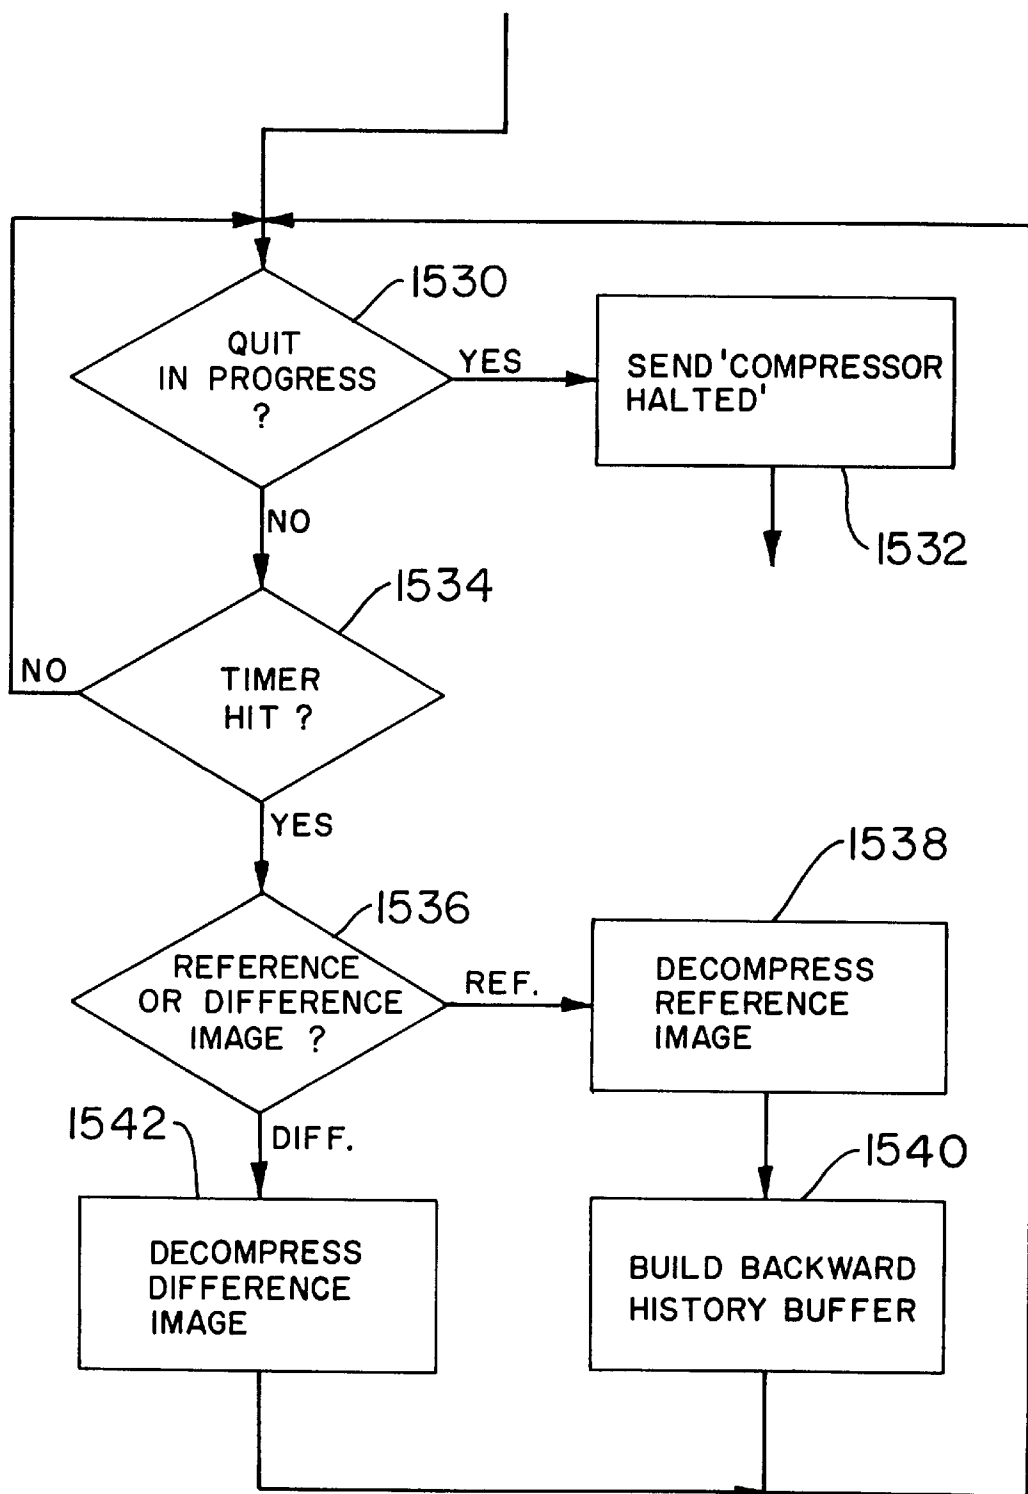 1530
QUIT
IN PROGRESS
?
YES
SEND 'COMPRESSOR
HALTED'
NO
1532
1534
NO
TIMER
HIT ?
YES
1538
1536
REFERENCE
OR DIFFERENCE
IMAGE ?
REF.
DECOMPRESS
REFERENCE
IMAGE
1542
DIFF.
1540
DECOMPRESS
DIFFERENCE
IMAGE
BUILD BACKWARD
HISTORY BUFFER